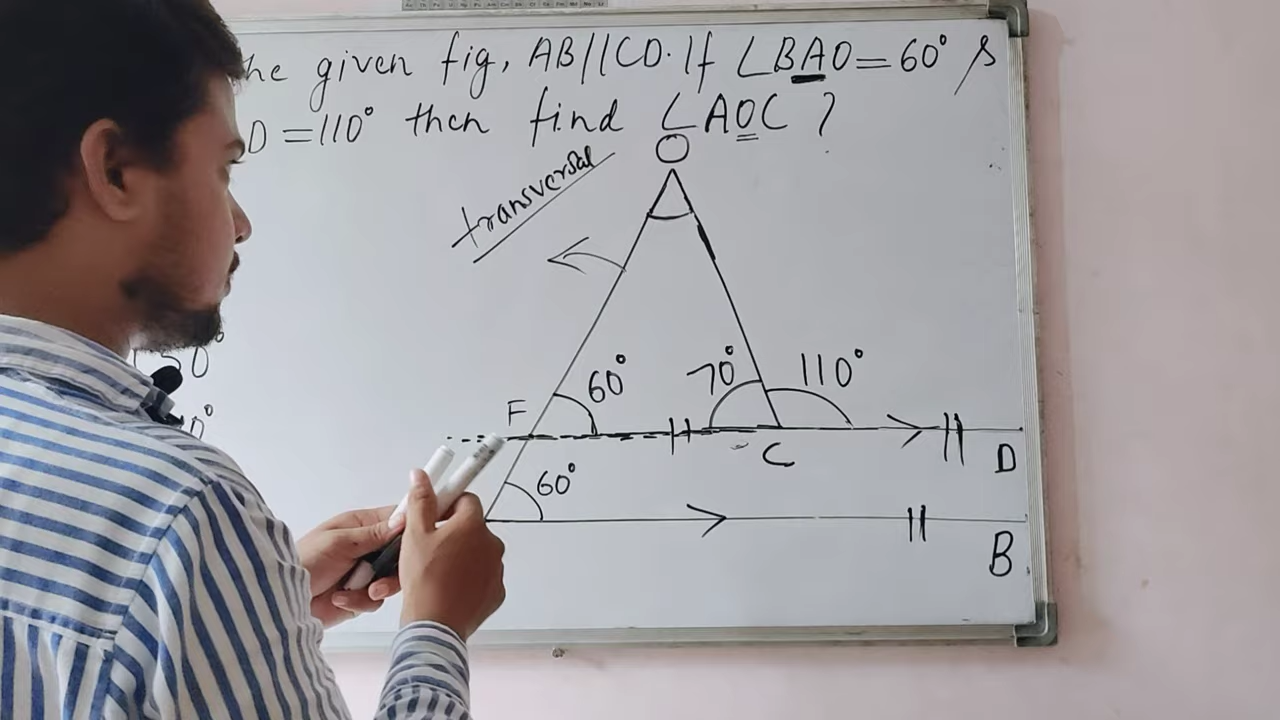 he given fig, AB//CD. If ∠BAO=60° &
D =110° then find ∠AOC ?
O
transversal
60°
70°
110°
F
C
D
60°
B